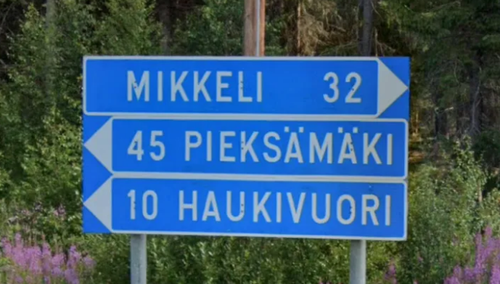 MIKKELI 32
45 PIEKSÄMÄKI
10 HAUKIVUORI